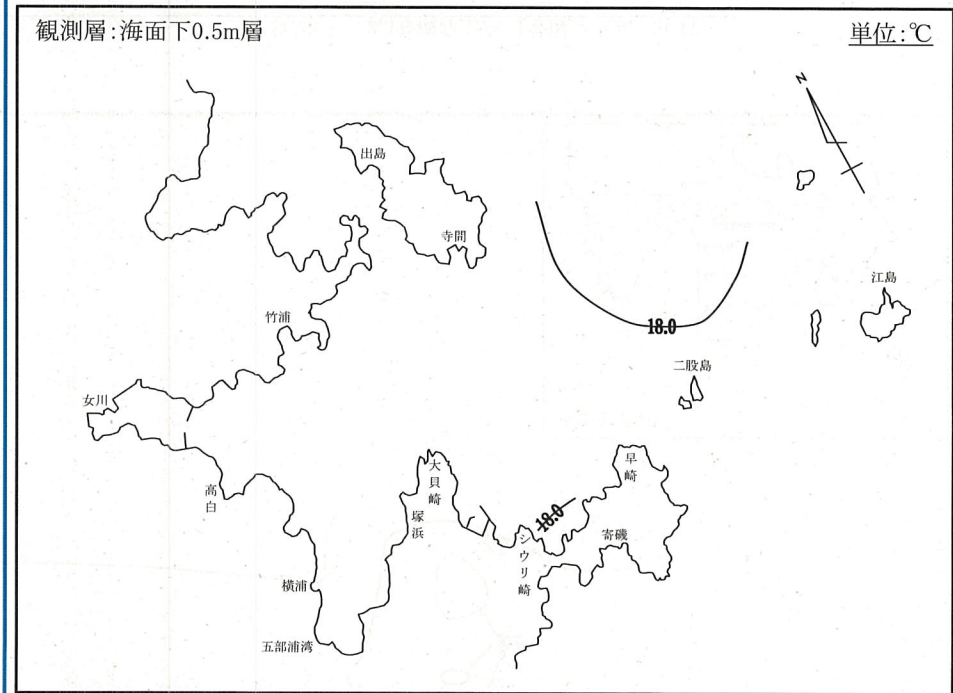 観測層:海面下0.5m層
単位:℃
N
出島
寺間
江島
18.0
竹浦
二股島
女川
大貝崎
早崎
高白
塚浜
18.0
シウリ崎
寄磯
横浦
五部浦湾